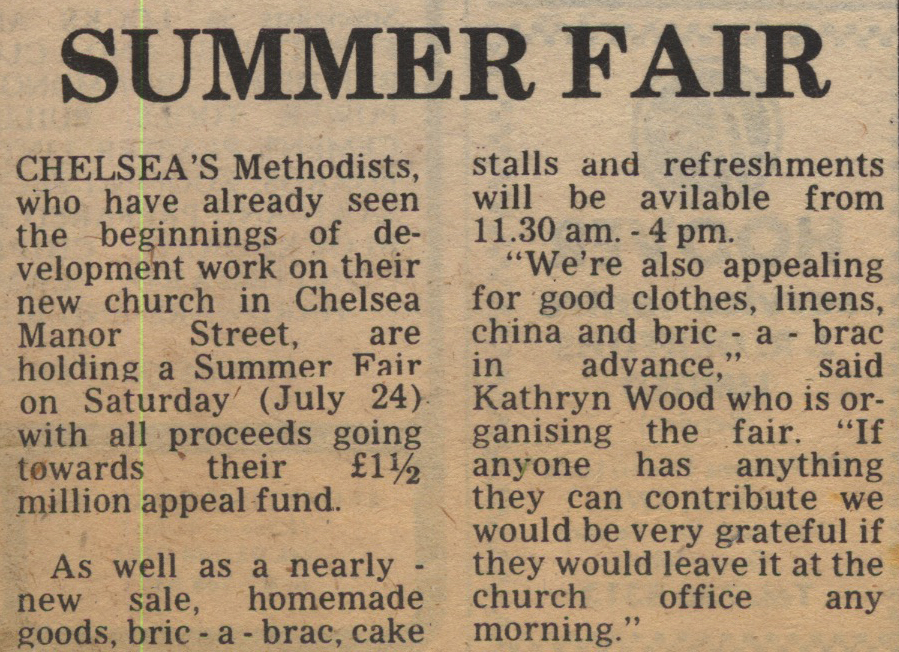 SUMMER FAIR
CHELSEA'S Methodists,
who have already seen
the beginnings of de-
velopment work on their
new church in Chelsea
Manor Street, are
holding a Summer Fair
on Saturday (July 24)
with all proceeds going
towards their £1½
million appeal fund.
As well as a nearly -
new sale, homemade
goods, bric - a - brac, cake
stalls and refreshments
will be avilable from
11.30 am. - 4 pm.
"We're also appealing
for good clothes, linens,
china and bric - a - brac
in advance," said
Kathryn Wood who is or-
ganising the fair. "If
anyone has anything
they can contribute we
would be very grateful if
they would leave it at the
church office any
morning."